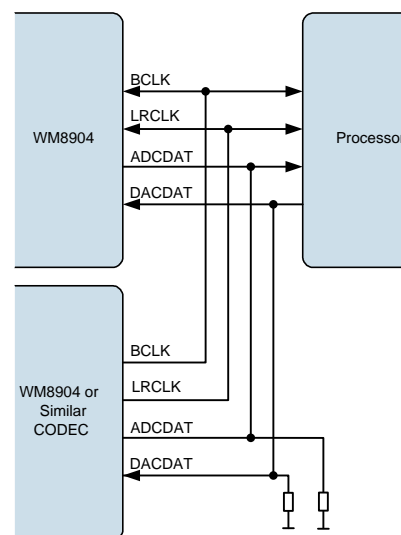 BCLK
LRCLK
WM8904
Processor
ADCDAT
DACDAT
BCLK
WM8904 or
Similar
CODEC
LRCLK
ADCDAT
DACDAT